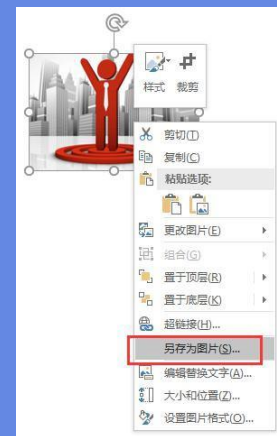 样式 裁剪
剪切(T)
复制(C)
粘贴选项:
更改图片(E)
组合(G)
置于顶层(R)
置于底层(K)
超链接(H)...
另存为图片(S)...
编辑替换文字(A)...
大小和位置(Z)...
设置图片格式(O)...